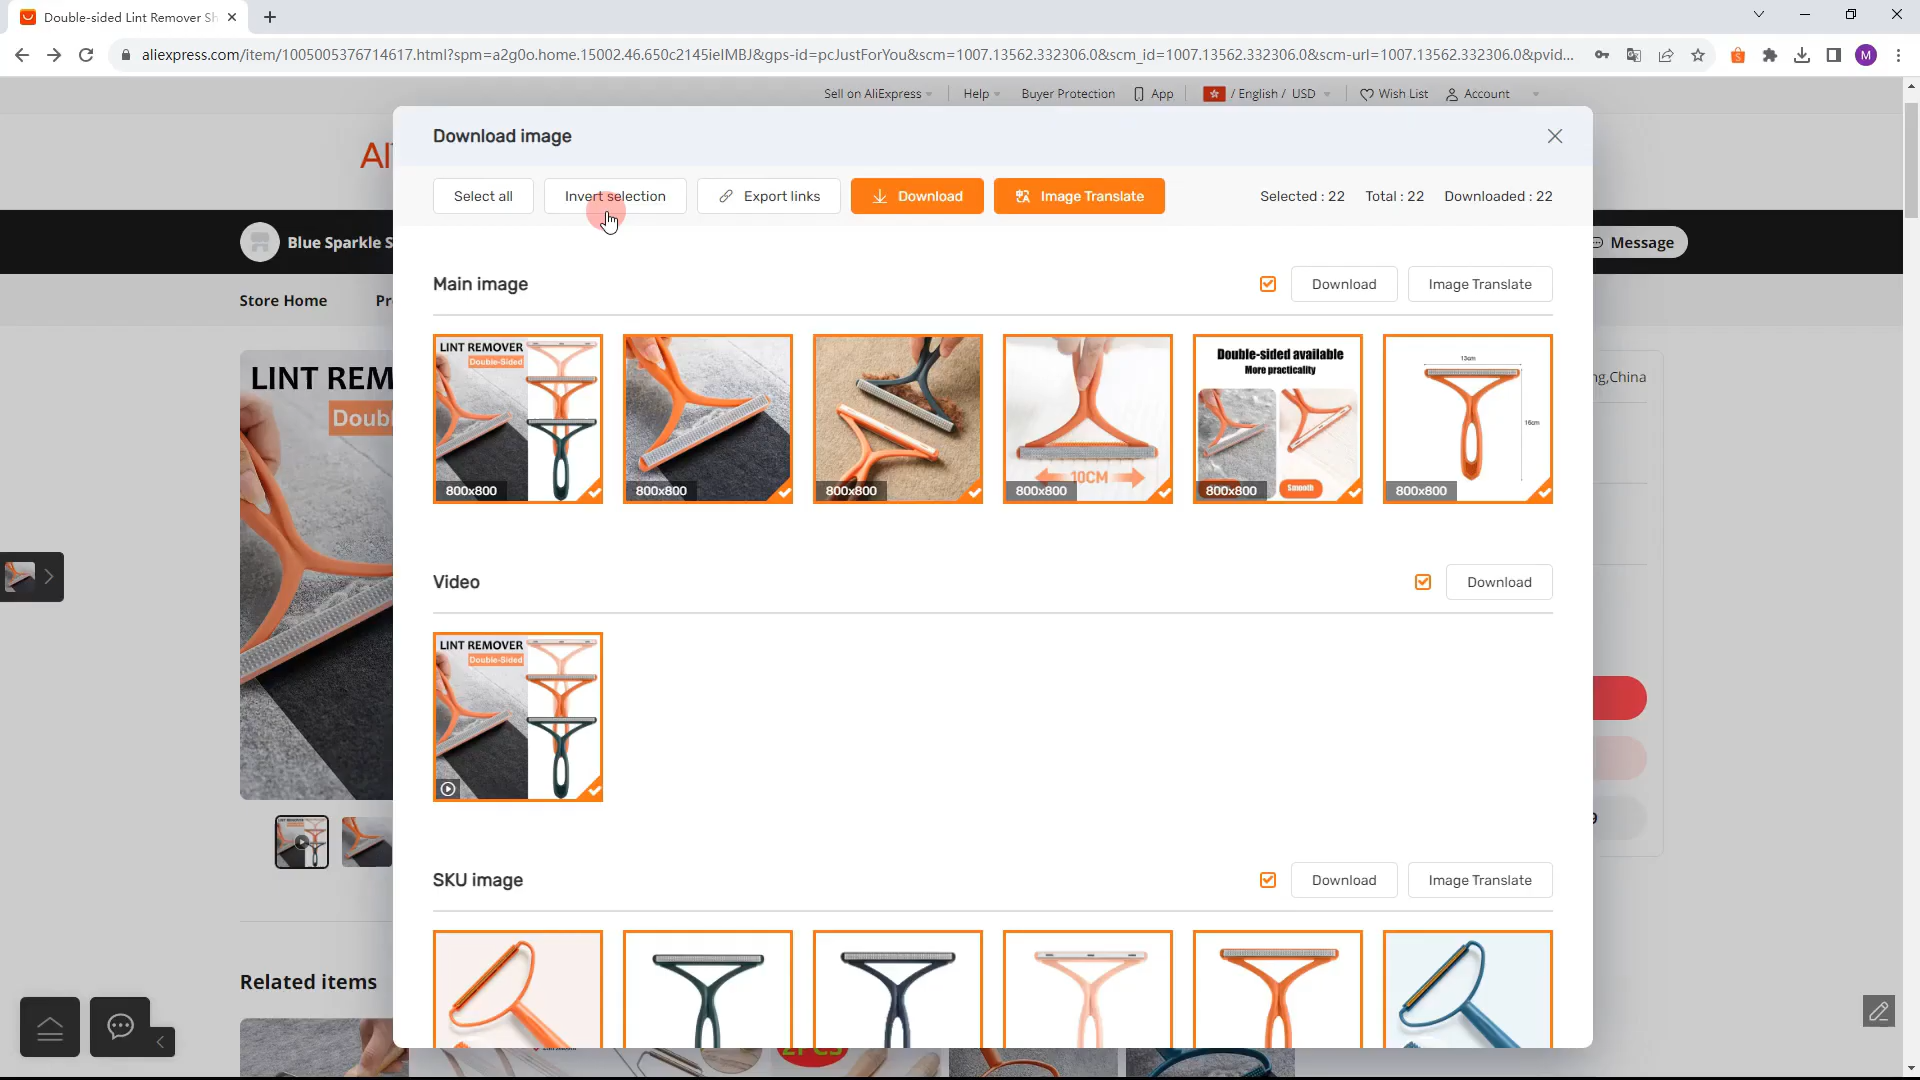 Double-sided Lint Remover Sh
aliexpress.com/item/1005005376714617.html?spm=a2g0o.home.15002.46.650c2145ielMBJ&gps-id=pcJustForYou&scm=1007.13562.332306.0&scm_id=1007.13562.332306.0&scm-url=1007.13562.332306.0&pvid...
M
Sell on AliExpress
Help
Buyer Protection
App
/ English / USD
Wish List
Account
Download image
Select all
Invert selection
Export links
Download
Image Translate
Selected : 22
Total : 22
Downloaded : 22
Blue Sparkle S
Message
Store Home
Pr
Main image
Download
Image Translate
LINT REMOVER
Double-Sided
800x800
800x800
800x800
10CM
800x800
Double-sided available
More practicality
Smooth
800x800
13cm
16cm
800x800
LINT REM
Doub
ng,China
Video
Download
LINT REMOVER
Double-Sided
SKU image
Download
Image Translate
Related items
2PCS